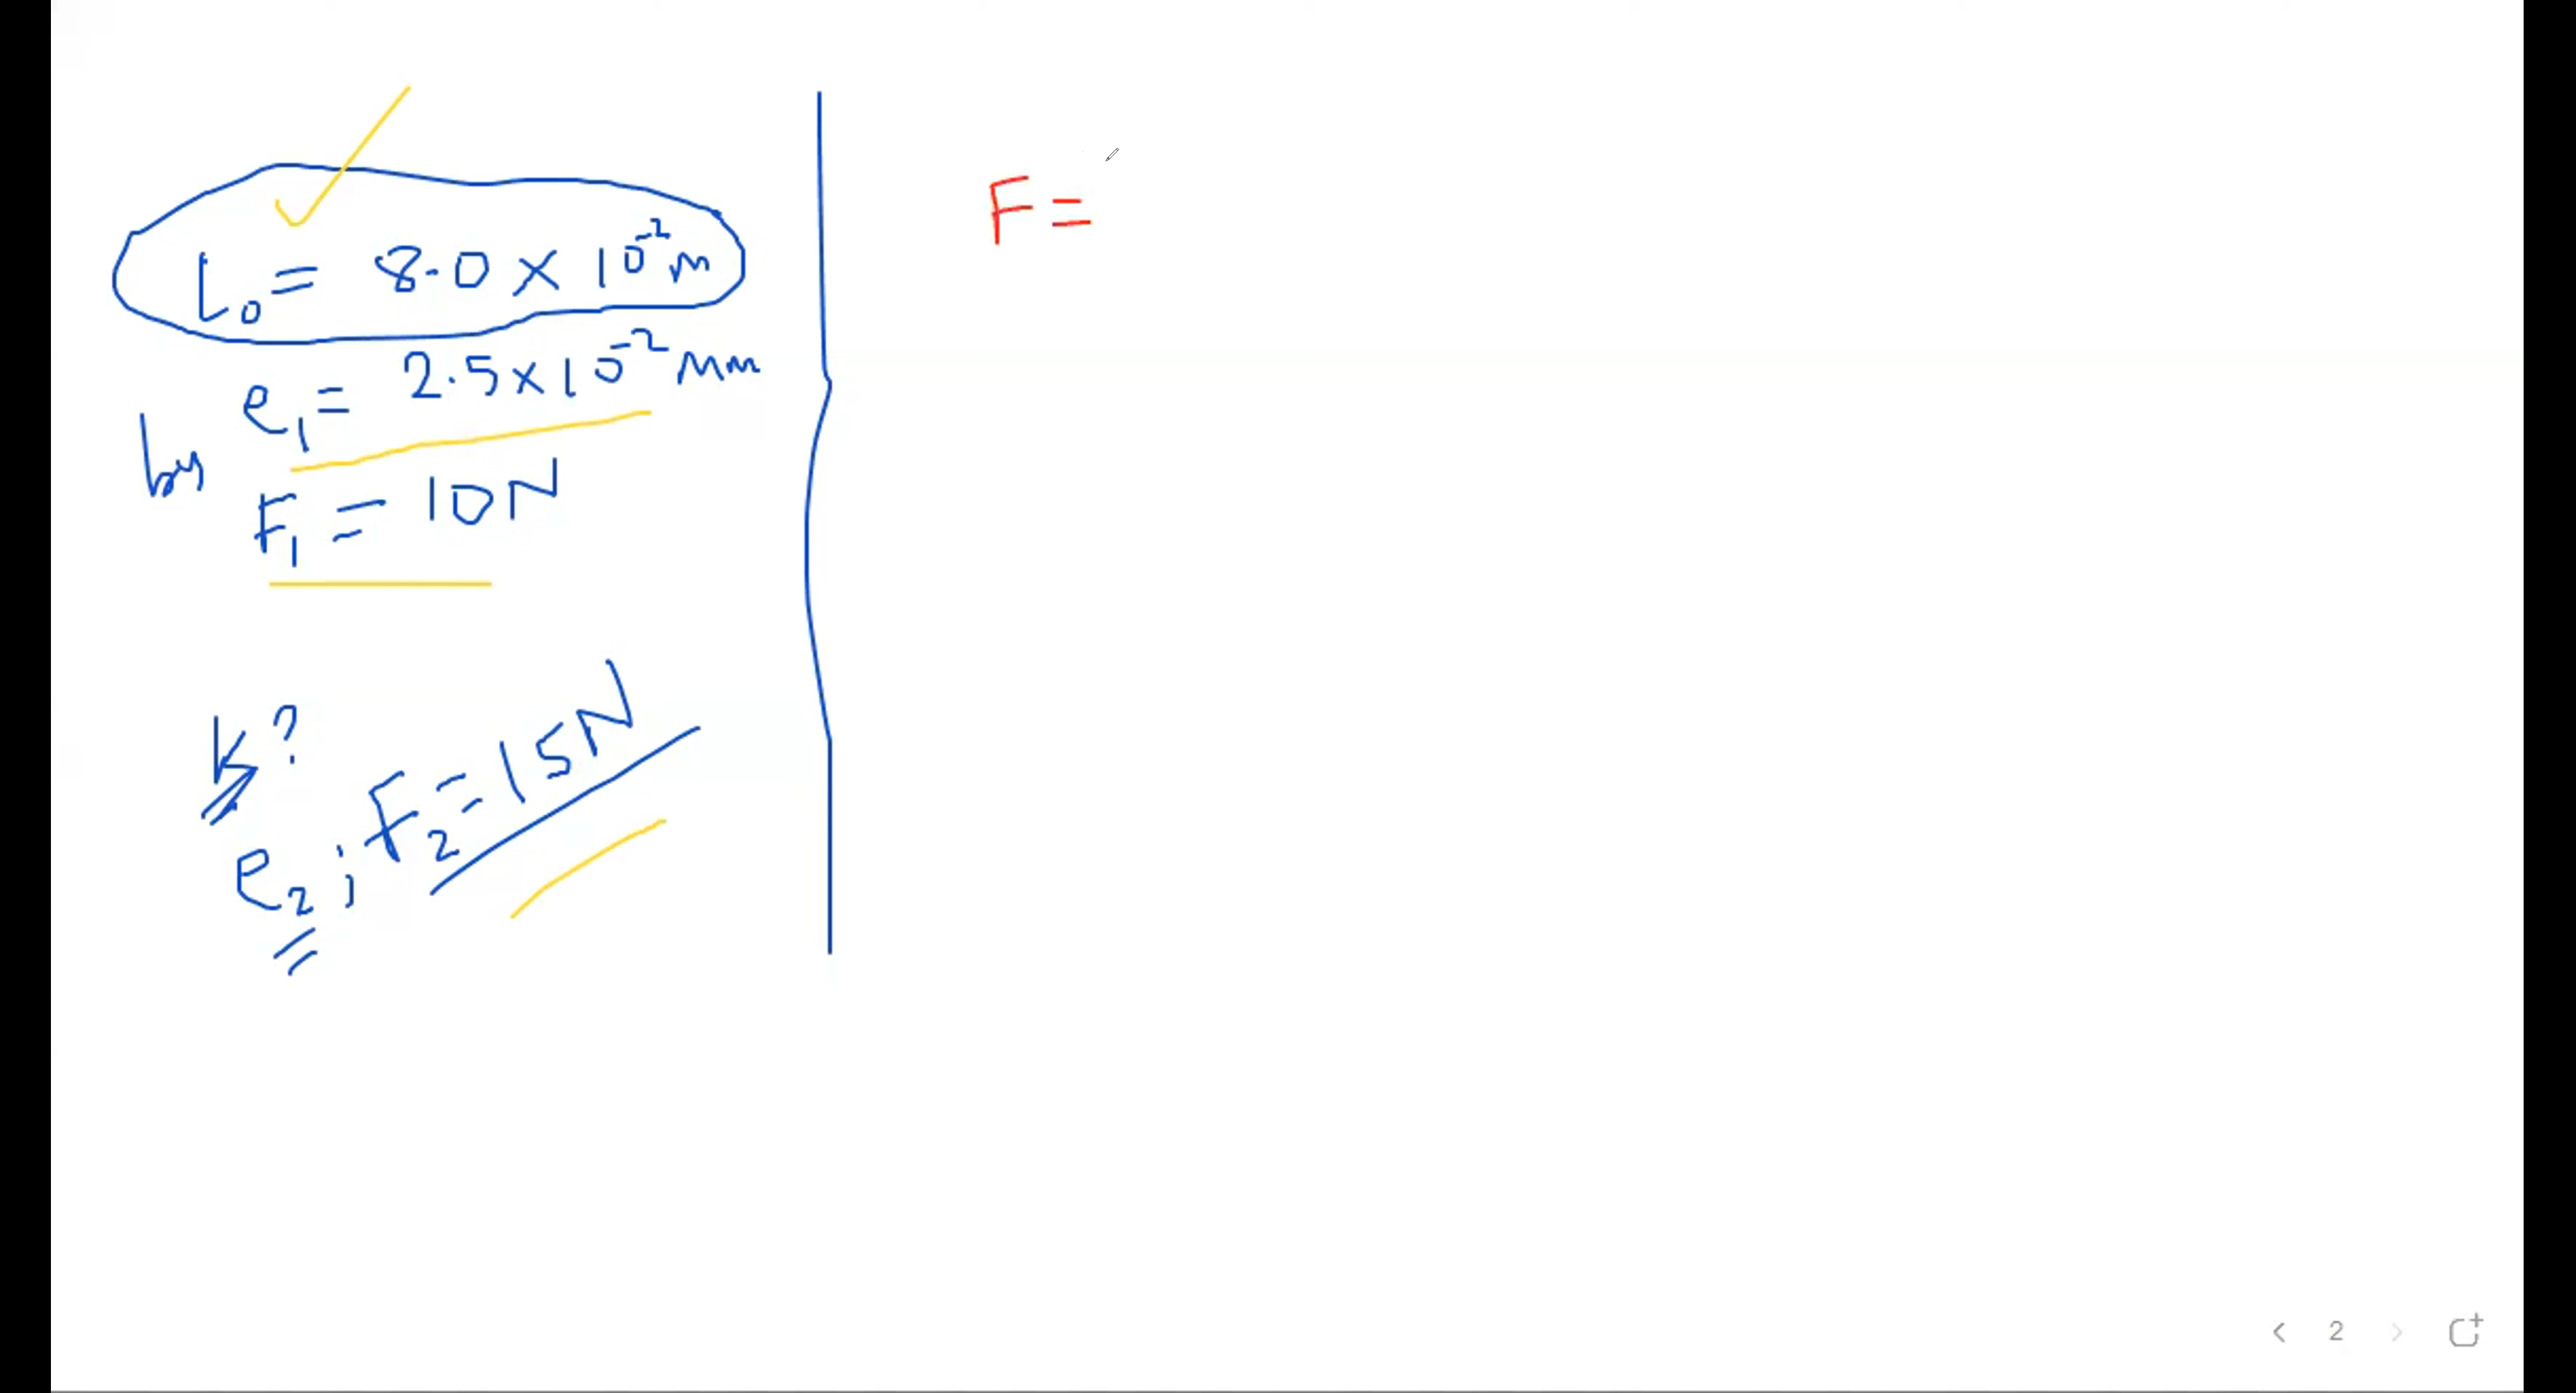 L₀ = 8.0 × 10⁻² m
e₁ = 2.5 × 10⁻² mm
by
F₁ = 10N
k?
e₂ ; F₂ = 15N
F =
2